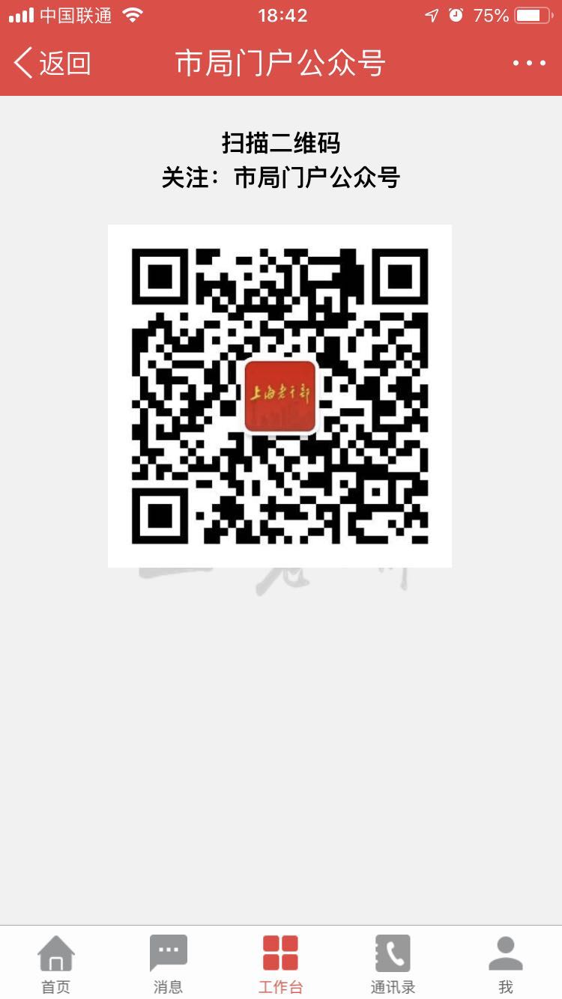 中国联通 18:42 75%
返回 市局门户公众号
扫描二维码
关注：市局门户公众号
上海老干部
首页 消息 工作台 通讯录 我